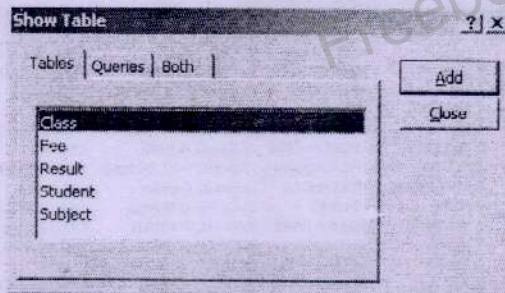 Show Table
? ×
Tables Queries Both
Add
Close
Class
Fee
Result
Student
Subject